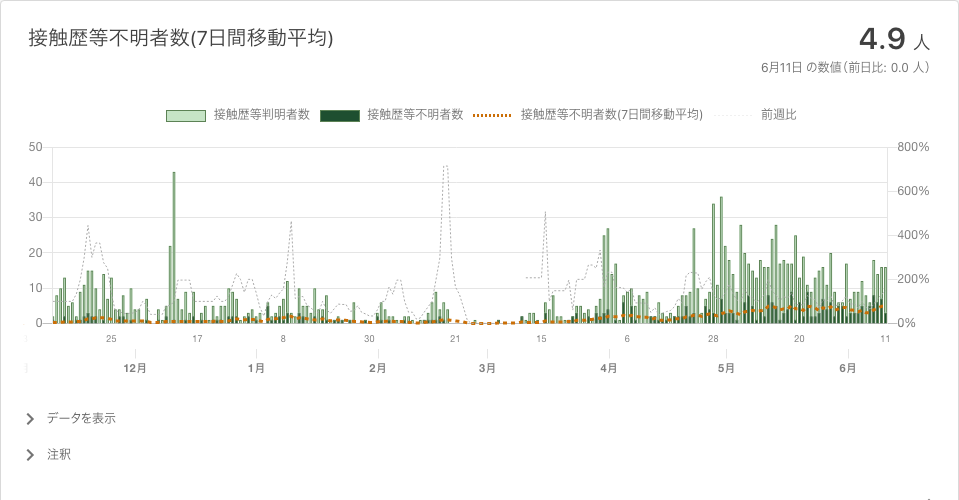 接触歴等不明者数(7日間移動平均)
4.9 人
6月11日 の数値(前日比: 0.0 人)
接触歴等判明者数 接触歴等不明者数 接触歴等不明者数(7日間移動平均) 前週比
50 800%
40 600%
30 400%
20
10 200%
0 0%
25 17 8 30 21 15 6 28 20 11
12月 1月 2月 3月 4月 5月 6月
データを表示
注釈